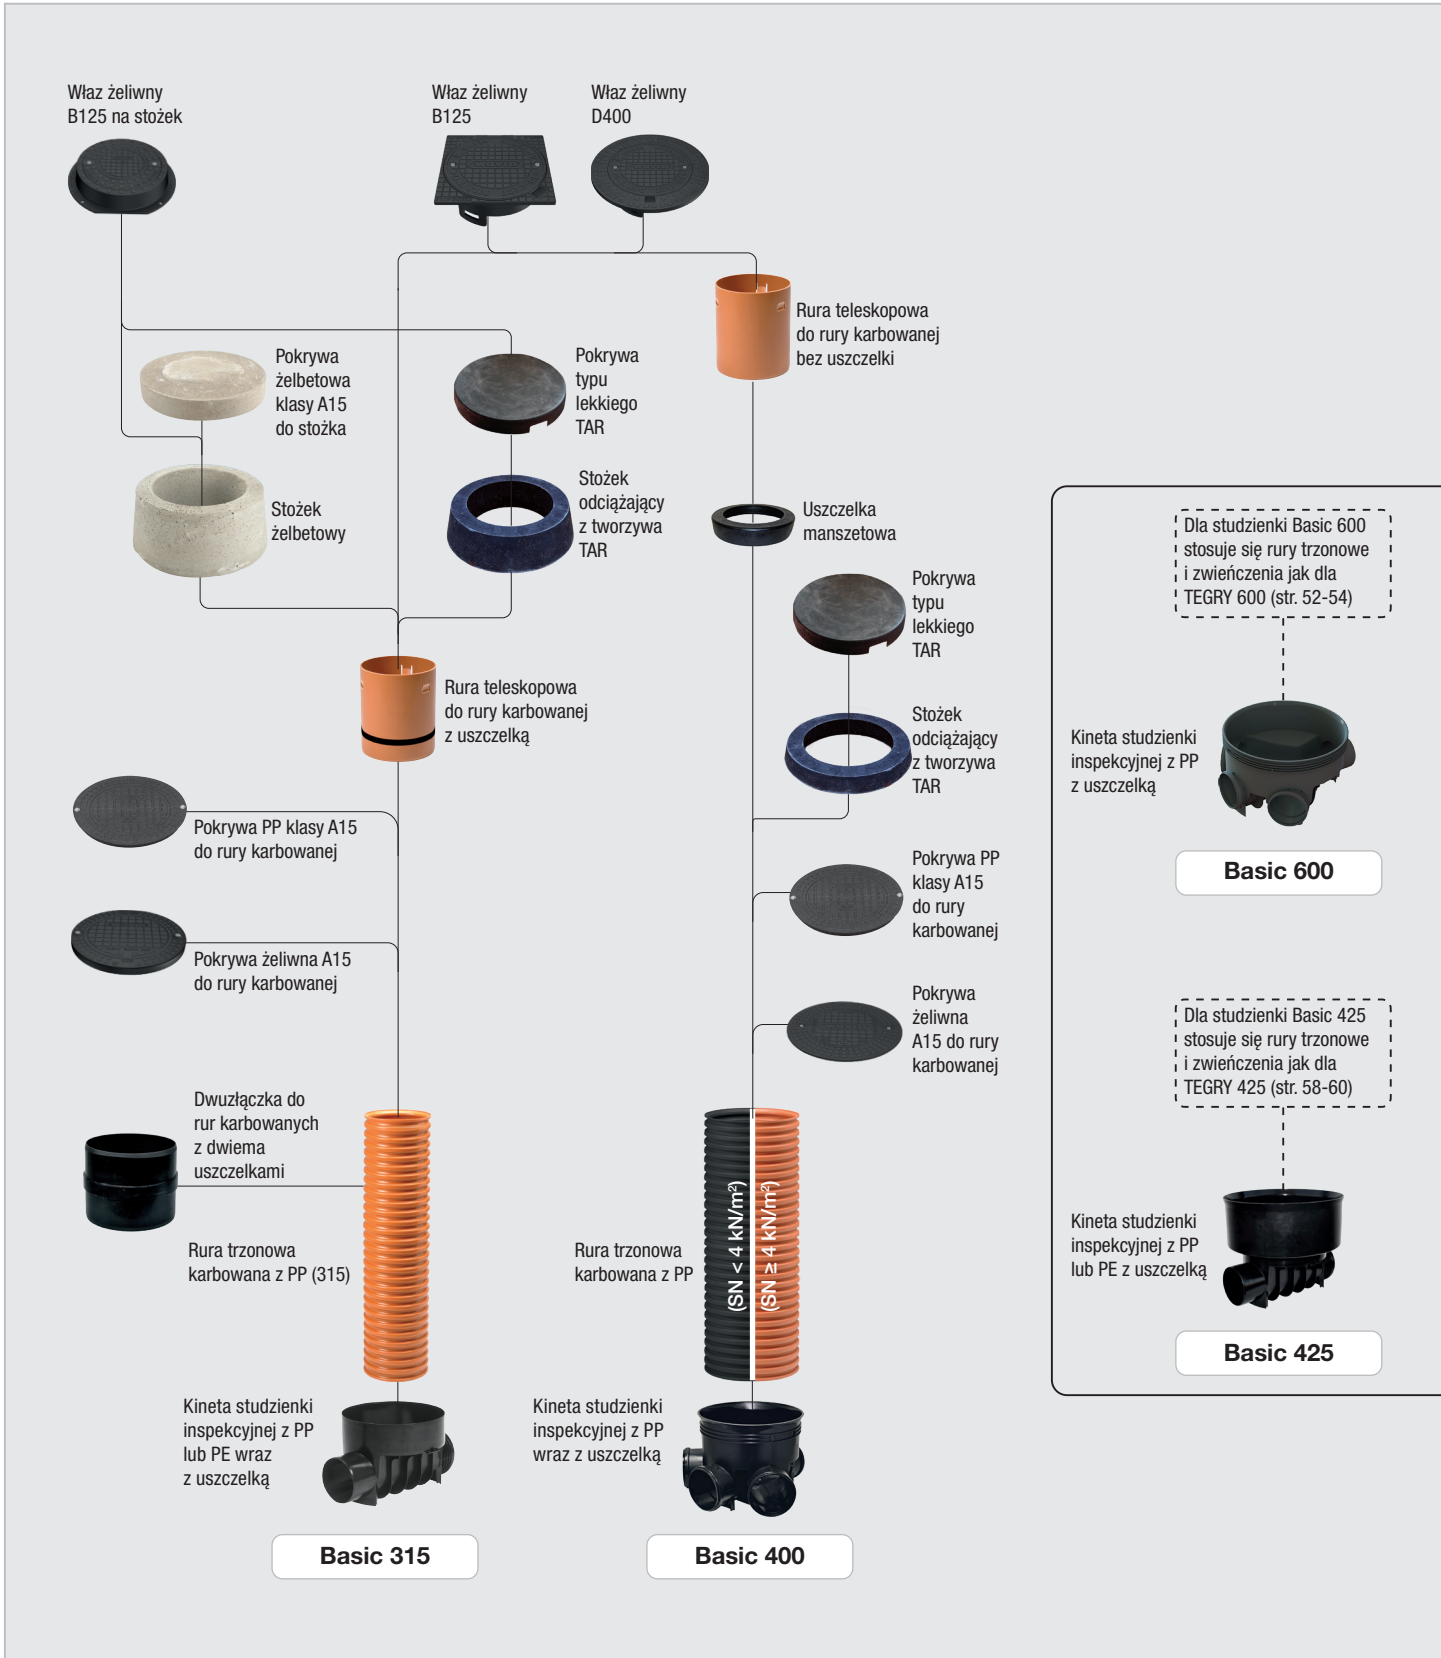 Właz żeliwny
B125 na stożek
Właz żeliwny
B125
Właz żeliwny
D400
Rura teleskopowa
do rury karbowanej
bez uszczelki
Pokrywa
żelbetowa
klasy A15
do stożka
Pokrywa
typu
lekkiego
TAR
Stożek
żelbetowy
Stożek
odciążający
z tworzywa
TAR
Uszczelka
manszetowa
Pokrywa
typu
lekkiego
TAR
Rura teleskopowa
do rury karbowanej
z uszczelką
Stożek
odciążający
z tworzywa
TAR
Pokrywa PP klasy A15
do rury karbowanej
Pokrywa PP
klasy A15
do rury
karbowanej
Pokrywa żeliwna A15
do rury karbowanej
Pokrywa
żeliwna
A15 do rury
karbowanej
Dwuzłączka do
rur karbowanych
z dwiema
uszczelkami
Rura trzonowa
karbowana z PP (315)
Rura trzonowa
karbowana z PP
(SN < 4 kN/m²)
(SN ≥ 4 kN/m²)
Kineta studzienki
inspekcyjnej z PP
lub PE wraz
z uszczelką
Kineta studzienki
inspekcyjnej z PP
wraz z uszczelką
Basic 315
Basic 400
Dla studzienki Basic 600
stosuje się rury trzonowe
i zwieńczenia jak dla
TEGRY 600 (str. 52-54)
Kineta studzienki
inspekcyjnej z PP
z uszczelką
Basic 600
Dla studzienki Basic 425
stosuje się rury trzonowe
i zwieńczenia jak dla
TEGRY 425 (str. 58-60)
Kineta studzienki
inspekcyjnej z PP
lub PE z uszczelką
Basic 425